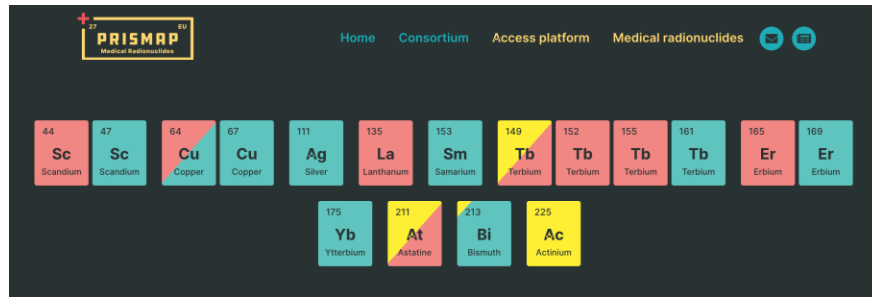 27 EU
PRISMAP
Medical Radionuclides
Home Consortium Access platform Medical radionuclides
44 47 64 67 111 135 153 149 152 155 161 165 169
Sc Sc Cu Cu Ag La Sm Tb Tb Tb Tb Er Er
Scandium Scandium Copper Copper Silver Lanthanum Samarium Terbium Terbium Terbium Terbium Erbium Erbium
175 211 213 225
Yb At Bi Ac
Ytterbium Astatine Bismuth Actinium